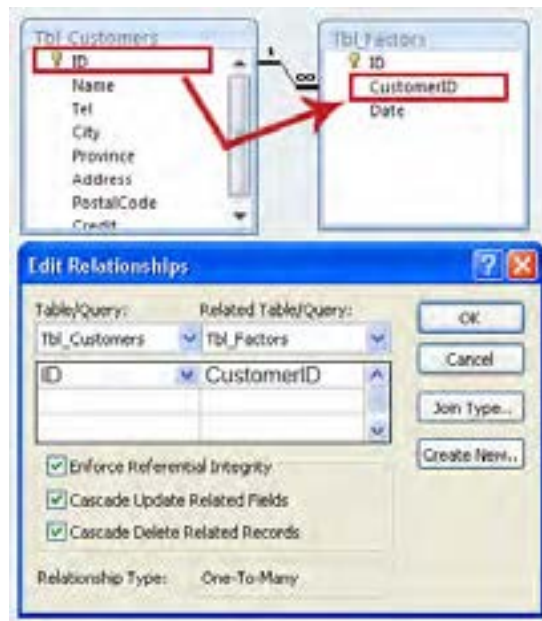 Tbl_Customers
ID
Name
Tel
City
Province
Address
PostalCode
Credit
1
∞
Tbl_Factors
ID
CustomerID
Date
Edit Relationships
Table/Query:
Related Table/Query:
Tbl_Customers
Tbl_Factors
ID
CustomerID
Enforce Referential Integrity
Cascade Update Related Fields
Cascade Delete Related Records
Relationship Type:
One-To-Many
OK
Cancel
Join Type...
Create New..